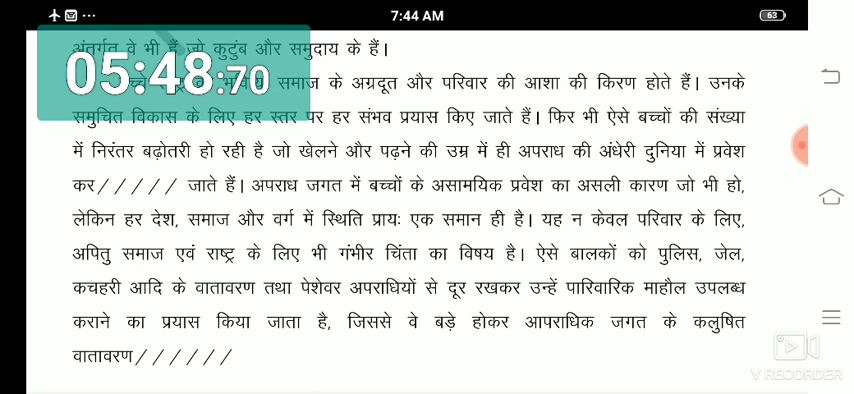 7:44 AM
63
अंतर्गत वे भी हैं जो कुटुंब और समुदाय के हैं।
05:48:70
समाज के अग्रदूत और परिवार की आशा की किरण होते हैं। उनके
समुचित विकास के लिए हर स्तर पर हर संभव प्रयास किए जाते हैं। फिर भी ऐसे बच्चों की संख्या
में निरंतर बढ़ोतरी हो रही है जो खेलने और पढ़ने की उम्र में ही अपराध की अंधेरी दुनिया में प्रवेश
कर///// जाते हैं। अपराध जगत में बच्चों के असामयिक प्रवेश का असली कारण जो भी हो,
लेकिन हर देश, समाज और वर्ग में स्थिति प्रायः एक समान ही है। यह न केवल परिवार के लिए,
अपितु समाज एवं राष्ट्र के लिए भी गंभीर चिंता का विषय है। ऐसे बालकों को पुलिस, जेल,
कचहरी आदि के वातावरण तथा पेशेवर अपराधियों से दूर रखकर उन्हें पारिवारिक माहौल उपलब्ध
कराने का प्रयास किया जाता है, जिससे वे बड़े होकर आपराधिक जगत के कलुषित
वातावरण//////
V RECORDER